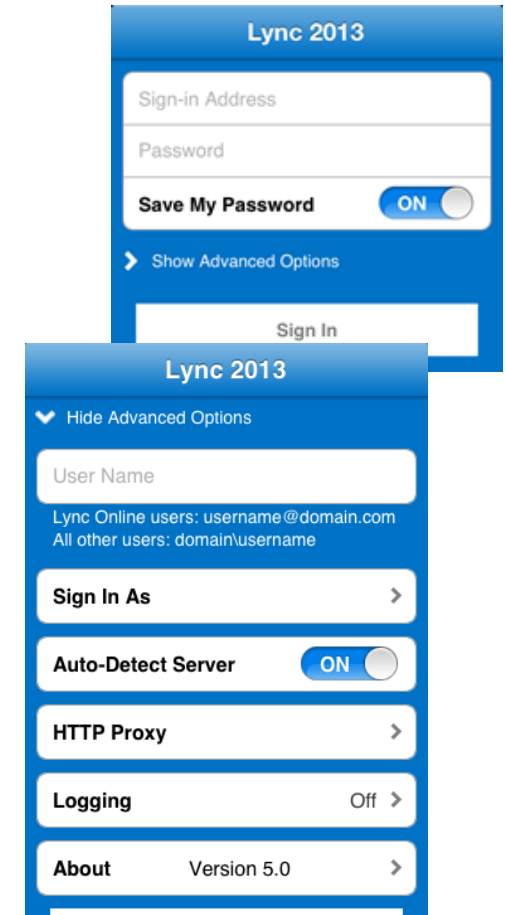 Lync 2013
Sign-in Address
Password
Save My Password ON
Show Advanced Options
Sign In
Lync 2013
Hide Advanced Options
User Name
Lync Online users: username@domain.com
All other users: domain\username
Sign In As
Auto-Detect Server ON
HTTP Proxy
Logging Off
About Version 5.0